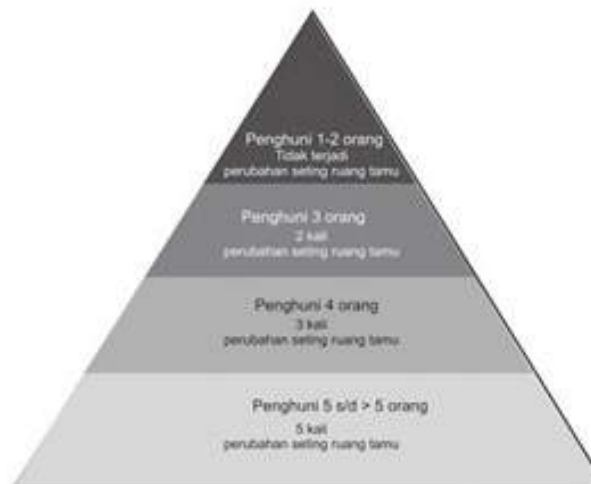 Penghuni 1-2 orang
Tidak terjadi
perubahan seting ruang tamu
Penghuni 3 orang
2 kali
perubahan seting ruang tamu
Penghuni 4 orang
3 kali
perubahan seting ruang tamu
Penghuni 5 s/d > 5 orang
5 kali
perubahan seting ruang tamu